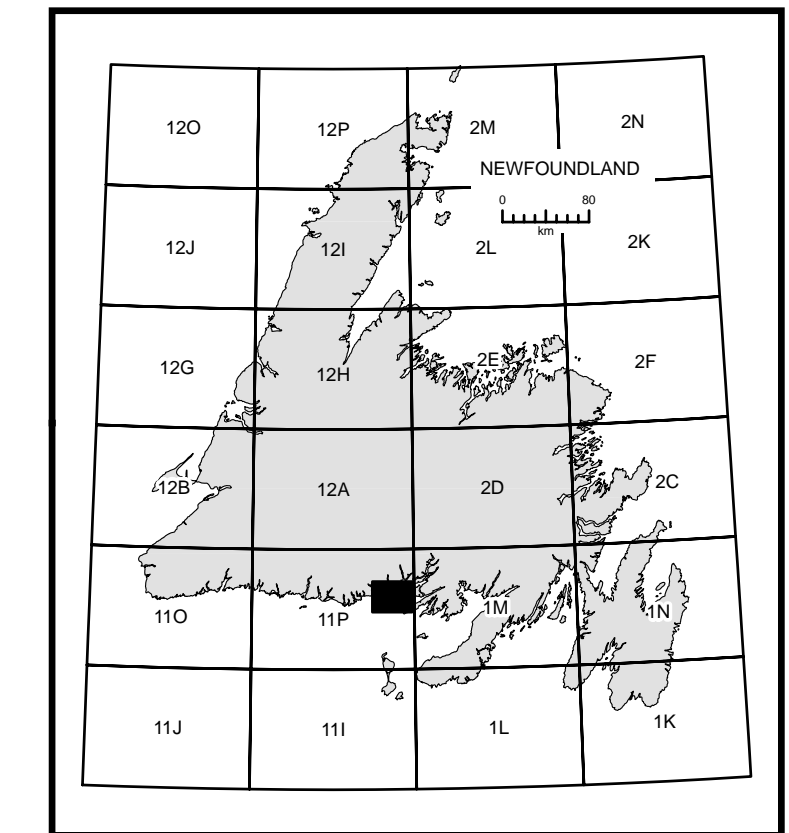 12O 12P 2M 2N
NEWFOUNDLAND
0 80
km
12J 12I 2L 2K
12G 12H 2E 2F
12B 12A 2D 2C
11O 11P 1M 1N
11J 11I 1L 1K